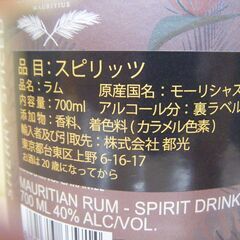 MAURITIUS
品目：スピリッツ
品名：ラム 原産国名：モーリシャス
内容量：700ml アルコール分：裏ラベル
添加物：香料、着色料(カラメル色素)
輸入者及び引取先：株式会社 都光
東京都台東区上野 6-16-17
お酒は20歳になってから
MAURITIAN RUM - SPIRIT DRINK
700 ML 40% ALC/VOL.